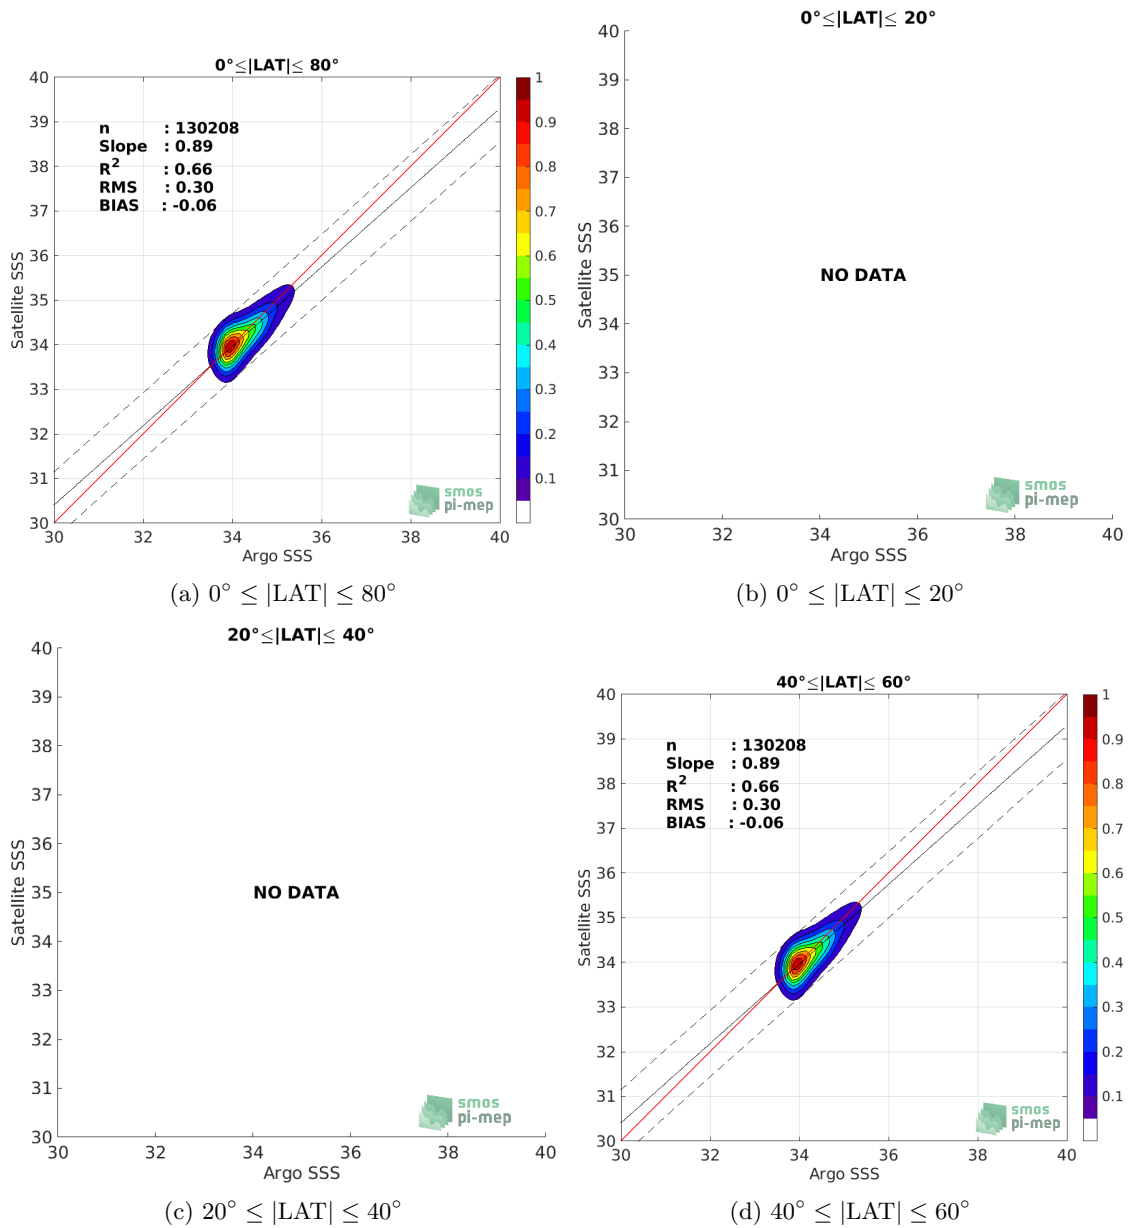 0°≤|LAT|≤ 80°
40
39
38
37
36
35
34
33
32
31
30
Satellite SSS
n : 130208
Slope : 0.89
R2 : 0.66
RMS : 0.30
BIAS : -0.06
smos
pi-mep
30 32 34 36 38 40
Argo SSS
1
0.9
0.8
0.7
0.6
0.5
0.4
0.3
0.2
0.1
(a) 0° ≤ |LAT| ≤ 80°
0°≤|LAT|≤ 20°
40
39
38
37
36
35
34
33
32
31
30
Satellite SSS
NO DATA
smos
pi-mep
30 32 34 36 38 40
Argo SSS
(b) 0° ≤ |LAT| ≤ 20°
20°≤|LAT|≤ 40°
40
39
38
37
36
35
34
33
32
31
30
Satellite SSS
NO DATA
smos
pi-mep
30 32 34 36 38 40
Argo SSS
(c) 20° ≤ |LAT| ≤ 40°
40°≤|LAT|≤ 60°
40
39
38
37
36
35
34
33
32
31
30
Satellite SSS
n : 130208
Slope : 0.89
R2 : 0.66
RMS : 0.30
BIAS : -0.06
smos
pi-mep
30 32 34 36 38 40
Argo SSS
1
0.9
0.8
0.7
0.6
0.5
0.4
0.3
0.2
0.1
(d) 40° ≤ |LAT| ≤ 60°